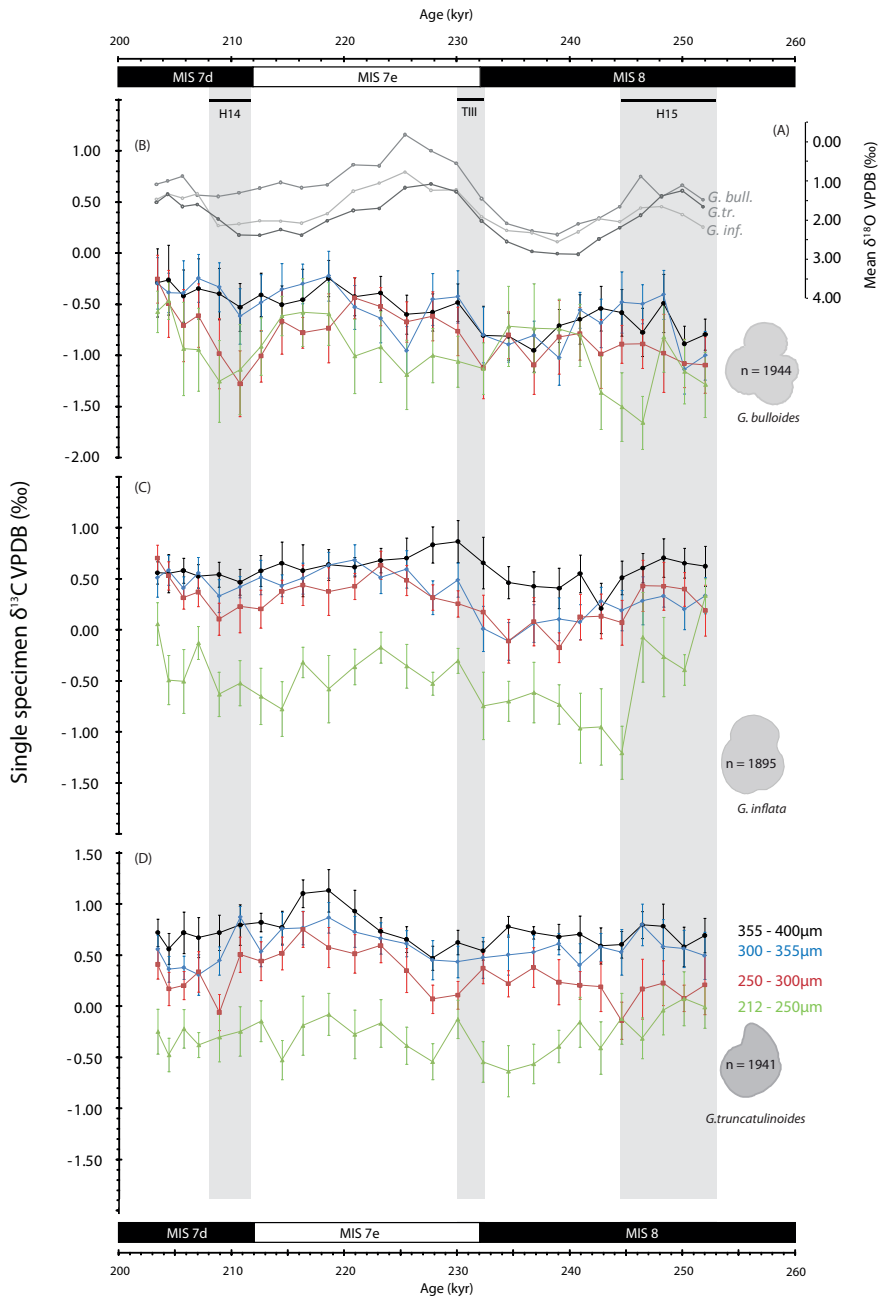 Age (kyr)
200 210 220 230 240 250 260
MIS 7d MIS 7e MIS 8
H14 TIII H15
(B) (A)
1.00
0.50
0.00
- 0.50
- 1.00
- 1.50
- 2.00
0.00
1.00
2.00
3.00
4.00
Mean δ¹⁸O VPDB (‰)
G. bull.
G.tr.
G. inf.
n = 1944
G. bulloides
Single specimen δ¹³C VPDB (‰)
(C)
1.00
0.50
0.00
- 0.50
- 1.00
- 1.50
n = 1895
G. inflata
(D)
1.50
1.00
0.50
0.00
- 0.50
- 1.00
- 1.50
355 - 400µm
300 - 355µm
250 - 300µm
212 - 250µm
n = 1941
G.truncatulinoides
MIS 7d MIS 7e MIS 8
200 210 220 230 240 250 260
Age (kyr)